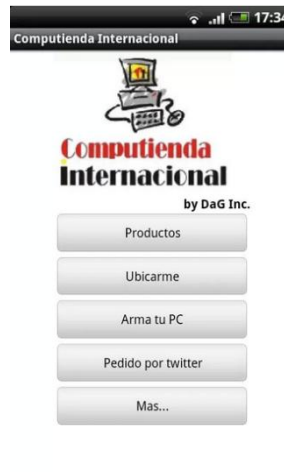 17:34
Computienda Internacional
Computienda
Internacional
by DaG Inc.
Productos
Ubicarme
Arma tu PC
Pedido por twitter
Mas...